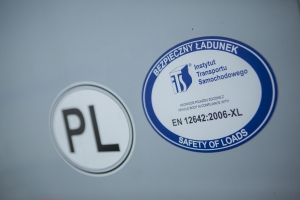 BEZPIECZNY ŁADUNEK
ITS
Instytut
Transportu
Samochodowego
EN 12642:2006-XL
SAFETY OF LOADS
PL